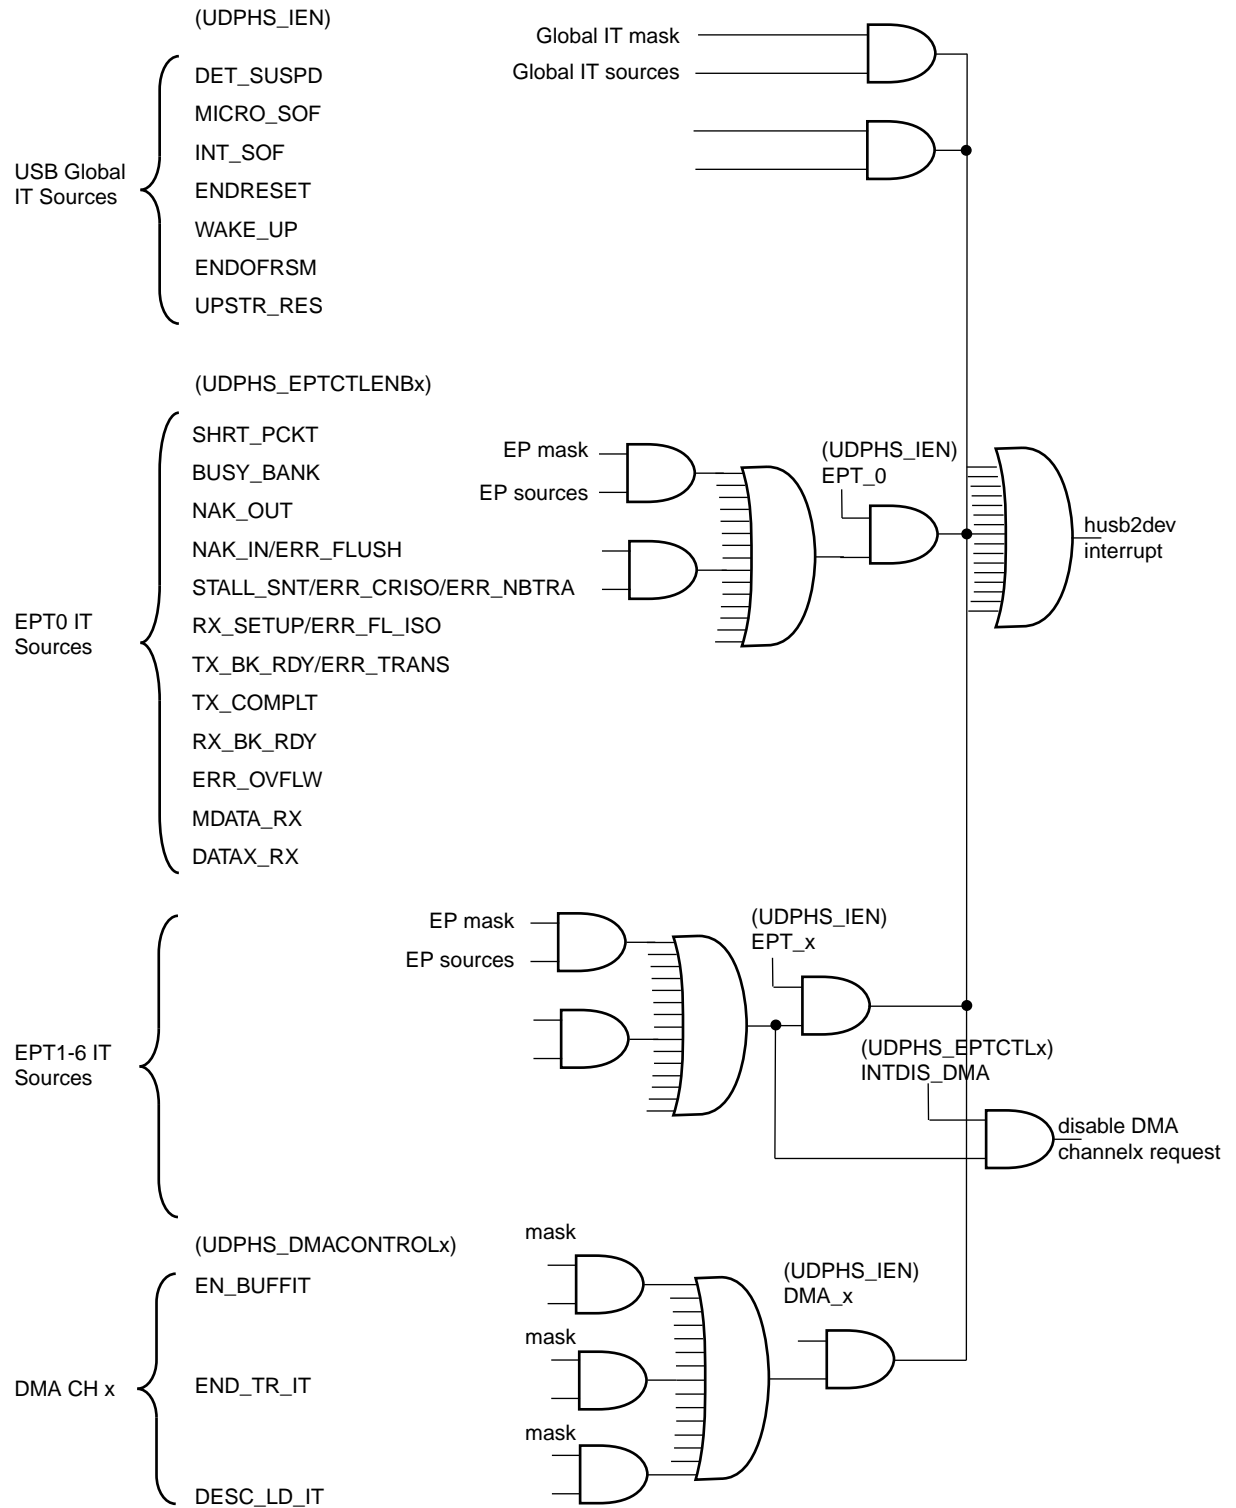 (UDPHS_IEN)
Global IT mask
Global IT sources
DET_SUSPD
MICRO_SOF
INT_SOF
USB Global
IT Sources
ENDRESET
WAKE_UP
ENDOFRSM
UPSTR_RES
(UDPHS_EPTCTLENBx)
SHRT_PCKT
BUSY_BANK
NAK_OUT
NAK_IN/ERR_FLUSH
STALL_SNT/ERR_CRISO/ERR_NBTRA
EPT0 IT
Sources
RX_SETUP/ERR_FL_ISO
TX_BK_RDY/ERR_TRANS
TX_COMPLT
RX_BK_RDY
ERR_OVFLW
MDATA_RX
DATAX_RX
EP mask
EP sources
(UDPHS_IEN)
EPT_0
husb2dev
interrupt
EP mask
EP sources
(UDPHS_IEN)
EPT_x
EPT1-6 IT
Sources
(UDPHS_EPTCTLx)
INTDIS_DMA
disable DMA
channelx request
(UDPHS_DMACONTROLx)
mask
EN_BUFFIT
(UDPHS_IEN)
DMA_x
mask
DMA CH x
END_TR_IT
mask
DESC_LD_IT